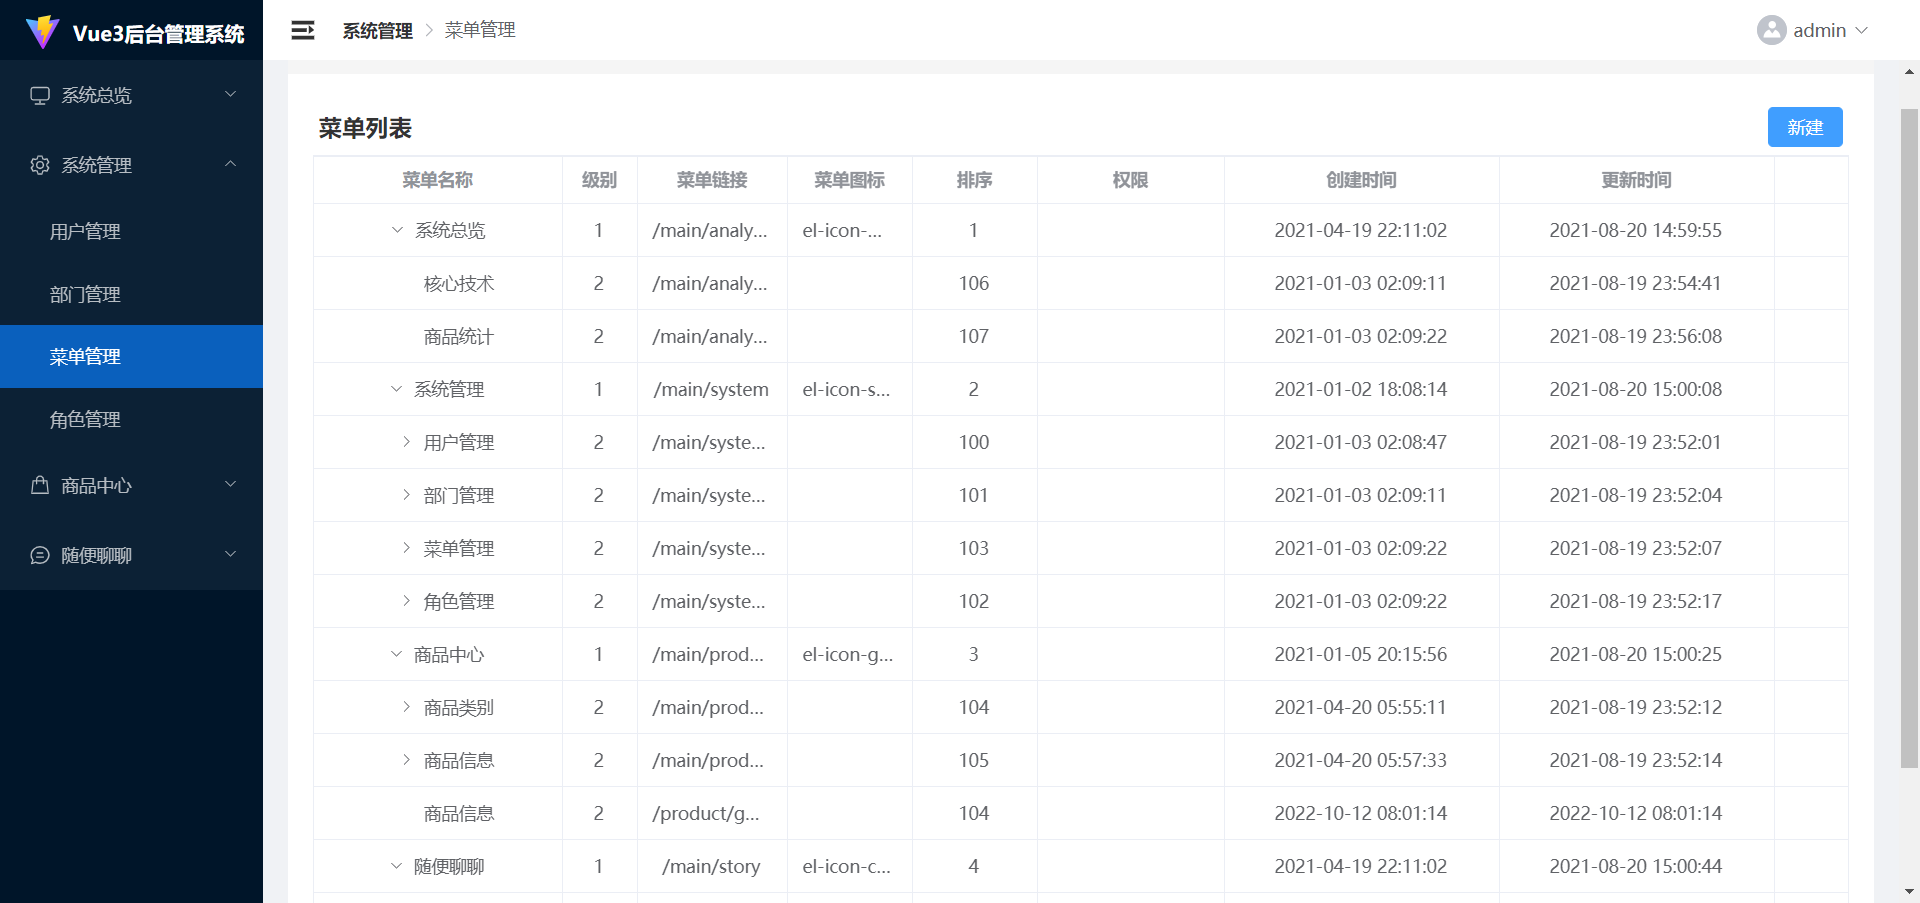 Vue3后台管理系统
系统管理 菜单管理
admin
系统总览
系统管理
用户管理
部门管理
菜单管理
角色管理
商品中心
随便聊聊
菜单列表
新建
菜单名称 级别 菜单链接 菜单图标 排序 权限 创建时间 更新时间
系统总览 1 /main/analy... el-icon-... 1 2021-04-19 22:11:02 2021-08-20 14:59:55
核心技术 2 /main/analy... 106 2021-01-03 02:09:11 2021-08-19 23:54:41
商品统计 2 /main/analy... 107 2021-01-03 02:09:22 2021-08-19 23:56:08
系统管理 1 /main/system el-icon-s... 2 2021-01-02 18:08:14 2021-08-20 15:00:08
用户管理 2 /main/syste... 100 2021-01-03 02:08:47 2021-08-19 23:52:01
部门管理 2 /main/syste... 101 2021-01-03 02:09:11 2021-08-19 23:52:04
菜单管理 2 /main/syste... 103 2021-01-03 02:09:22 2021-08-19 23:52:07
角色管理 2 /main/syste... 102 2021-01-03 02:09:22 2021-08-19 23:52:17
商品中心 1 /main/prod... el-icon-g... 3 2021-01-05 20:15:56 2021-08-20 15:00:25
商品类别 2 /main/prod... 104 2021-04-20 05:55:11 2021-08-19 23:52:12
商品信息 2 /main/prod... 105 2021-04-20 05:57:33 2021-08-19 23:52:14
商品信息 2 /product/g... 104 2022-10-12 08:01:14 2022-10-12 08:01:14
随便聊聊 1 /main/story el-icon-c... 4 2021-04-19 22:11:02 2021-08-20 15:00:44